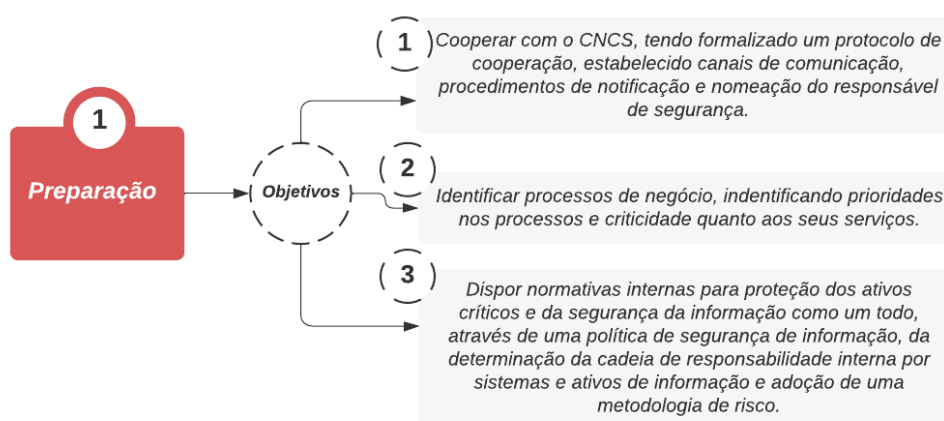 1
Preparação
Objetivos
1
Cooperar com o CNCS, tendo formalizado um protocolo de
cooperação, estabelecido canais de comunicação,
procedimentos de notificação e nomeação do responsável
de segurança.
2
Identificar processos de negócio, indentificando prioridades
nos processos e criticidade quanto aos seus serviços.
3
Dispor normativas internas para proteção dos ativos
críticos e da segurança da informação como um todo,
através de uma política de segurança de informação, da
determinação da cadeia de responsabilidade interna por
sistemas e ativos de informação e adoção de uma
metodologia de risco.